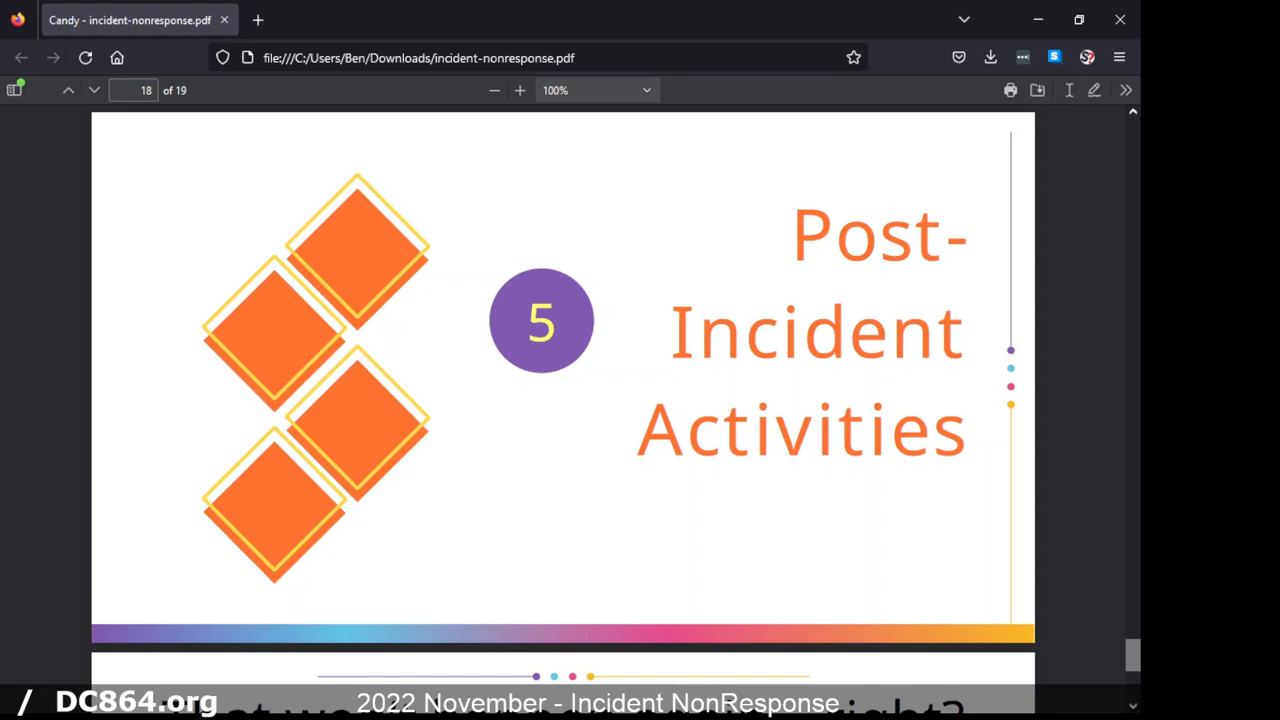 Candy - incident-nonresponse.pdf
file:///C:/Users/Ben/Downloads/incident-nonresponse.pdf
18 of 19
100%
5
Post-
Incident
Activities
/ DC864.org
2022 November - Incident NonResponse